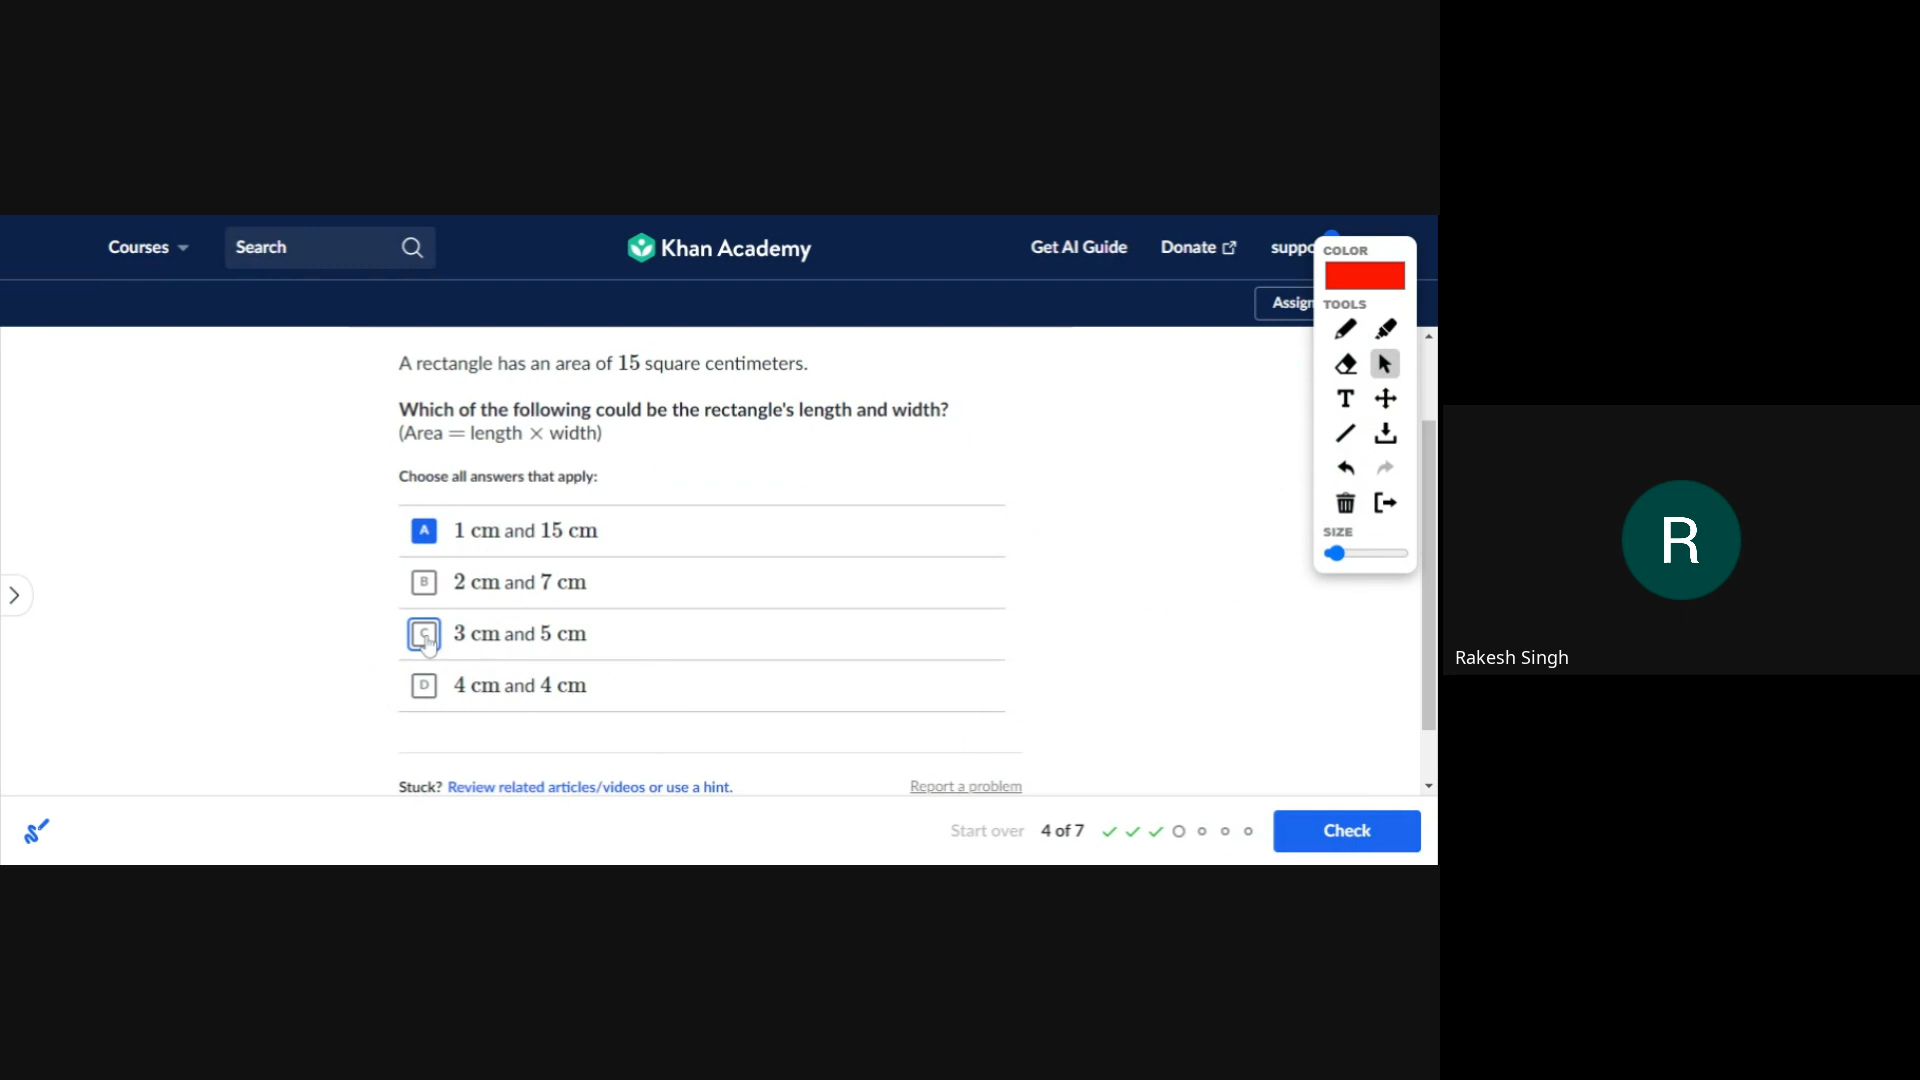 Courses
Search
Khan Academy
Get AI Guide
Donate
suppo
Assign
COLOR
TOOLS
T
SIZE
A rectangle has an area of 15 square centimeters.
Which of the following could be the rectangle's length and width?
(Area = length × width)
Choose all answers that apply:
A 1 cm and 15 cm
B 2 cm and 7 cm
C 3 cm and 5 cm
D 4 cm and 4 cm
Stuck? Review related articles/videos or use a hint.
Report a problem
Start over 4 of 7
Check
R
Rakesh Singh